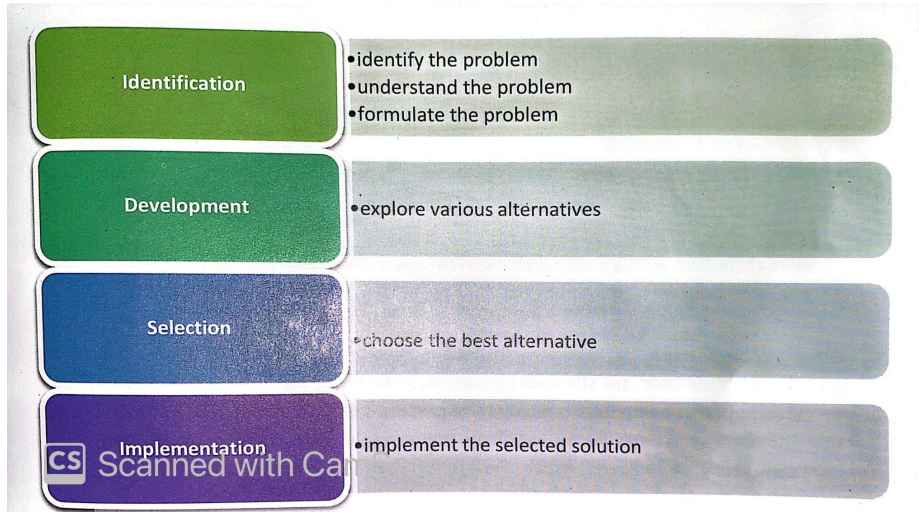 Identification
•identify the problem
•understand the problem
•formulate the problem
Development
•explore various alternatives
Selection
•choose the best alternative
Implementation
•implement the selected solution
CS Scanned with Cam